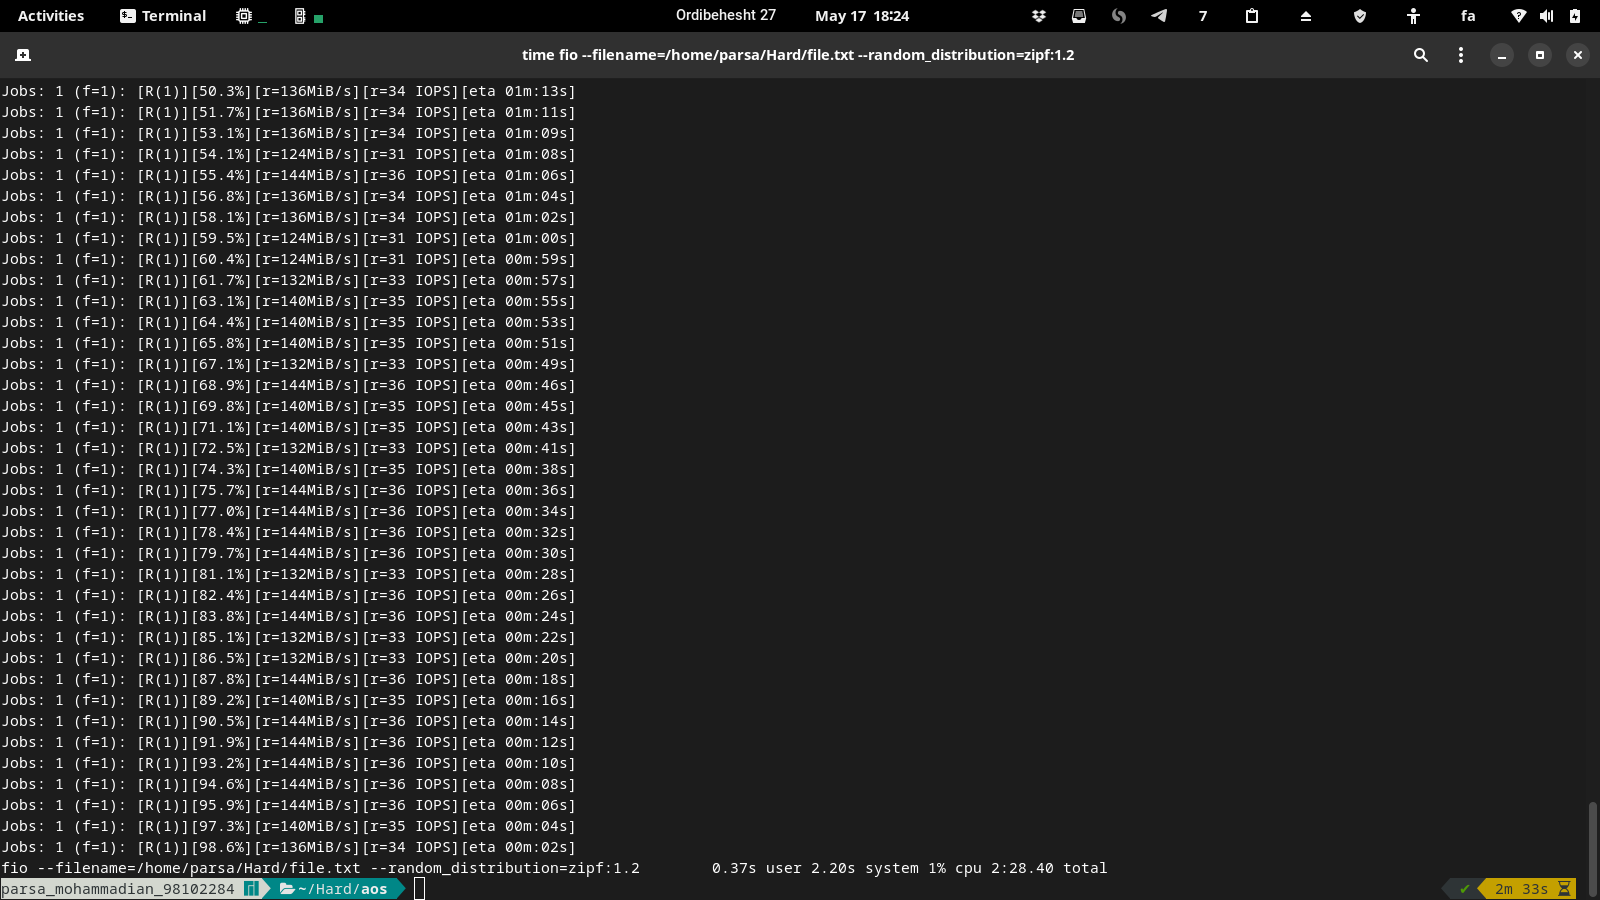 Activities Terminal Ordibehesht 27 May 17 18:24 7 fa
time fio --filename=/home/parsa/Hard/file.txt --random_distribution=zipf:1.2
Jobs: 1 (f=1): [R(1)][50.3%][r=136MiB/s][r=34 IOPS][eta 01m:13s]
Jobs: 1 (f=1): [R(1)][51.7%][r=136MiB/s][r=34 IOPS][eta 01m:11s]
Jobs: 1 (f=1): [R(1)][53.1%][r=136MiB/s][r=34 IOPS][eta 01m:09s]
Jobs: 1 (f=1): [R(1)][54.1%][r=124MiB/s][r=31 IOPS][eta 01m:08s]
Jobs: 1 (f=1): [R(1)][55.4%][r=144MiB/s][r=36 IOPS][eta 01m:06s]
Jobs: 1 (f=1): [R(1)][56.8%][r=136MiB/s][r=34 IOPS][eta 01m:04s]
Jobs: 1 (f=1): [R(1)][58.1%][r=136MiB/s][r=34 IOPS][eta 01m:02s]
Jobs: 1 (f=1): [R(1)][59.5%][r=124MiB/s][r=31 IOPS][eta 01m:00s]
Jobs: 1 (f=1): [R(1)][60.4%][r=124MiB/s][r=31 IOPS][eta 00m:59s]
Jobs: 1 (f=1): [R(1)][61.7%][r=132MiB/s][r=33 IOPS][eta 00m:57s]
Jobs: 1 (f=1): [R(1)][63.1%][r=140MiB/s][r=35 IOPS][eta 00m:55s]
Jobs: 1 (f=1): [R(1)][64.4%][r=140MiB/s][r=35 IOPS][eta 00m:53s]
Jobs: 1 (f=1): [R(1)][65.8%][r=140MiB/s][r=35 IOPS][eta 00m:51s]
Jobs: 1 (f=1): [R(1)][67.1%][r=132MiB/s][r=33 IOPS][eta 00m:49s]
Jobs: 1 (f=1): [R(1)][68.9%][r=144MiB/s][r=36 IOPS][eta 00m:46s]
Jobs: 1 (f=1): [R(1)][69.8%][r=140MiB/s][r=35 IOPS][eta 00m:45s]
Jobs: 1 (f=1): [R(1)][71.1%][r=140MiB/s][r=35 IOPS][eta 00m:43s]
Jobs: 1 (f=1): [R(1)][72.5%][r=132MiB/s][r=33 IOPS][eta 00m:41s]
Jobs: 1 (f=1): [R(1)][74.3%][r=140MiB/s][r=35 IOPS][eta 00m:38s]
Jobs: 1 (f=1): [R(1)][75.7%][r=144MiB/s][r=36 IOPS][eta 00m:36s]
Jobs: 1 (f=1): [R(1)][77.0%][r=144MiB/s][r=36 IOPS][eta 00m:34s]
Jobs: 1 (f=1): [R(1)][78.4%][r=144MiB/s][r=36 IOPS][eta 00m:32s]
Jobs: 1 (f=1): [R(1)][79.7%][r=144MiB/s][r=36 IOPS][eta 00m:30s]
Jobs: 1 (f=1): [R(1)][81.1%][r=132MiB/s][r=33 IOPS][eta 00m:28s]
Jobs: 1 (f=1): [R(1)][82.4%][r=144MiB/s][r=36 IOPS][eta 00m:26s]
Jobs: 1 (f=1): [R(1)][83.8%][r=144MiB/s][r=36 IOPS][eta 00m:24s]
Jobs: 1 (f=1): [R(1)][85.1%][r=132MiB/s][r=33 IOPS][eta 00m:22s]
Jobs: 1 (f=1): [R(1)][86.5%][r=132MiB/s][r=33 IOPS][eta 00m:20s]
Jobs: 1 (f=1): [R(1)][87.8%][r=144MiB/s][r=36 IOPS][eta 00m:18s]
Jobs: 1 (f=1): [R(1)][89.2%][r=140MiB/s][r=35 IOPS][eta 00m:16s]
Jobs: 1 (f=1): [R(1)][90.5%][r=144MiB/s][r=36 IOPS][eta 00m:14s]
Jobs: 1 (f=1): [R(1)][91.9%][r=144MiB/s][r=36 IOPS][eta 00m:12s]
Jobs: 1 (f=1): [R(1)][93.2%][r=144MiB/s][r=36 IOPS][eta 00m:10s]
Jobs: 1 (f=1): [R(1)][94.6%][r=144MiB/s][r=36 IOPS][eta 00m:08s]
Jobs: 1 (f=1): [R(1)][95.9%][r=144MiB/s][r=36 IOPS][eta 00m:06s]
Jobs: 1 (f=1): [R(1)][97.3%][r=140MiB/s][r=35 IOPS][eta 00m:04s]
Jobs: 1 (f=1): [R(1)][98.6%][r=136MiB/s][r=34 IOPS][eta 00m:02s]
fio --filename=/home/parsa/Hard/file.txt --random_distribution=zipf:1.2 0.37s user 2.20s system 1% cpu 2:28.40 total
parsa_mohammadian_98102284 ~/Hard/aos ✔ 2m 33s